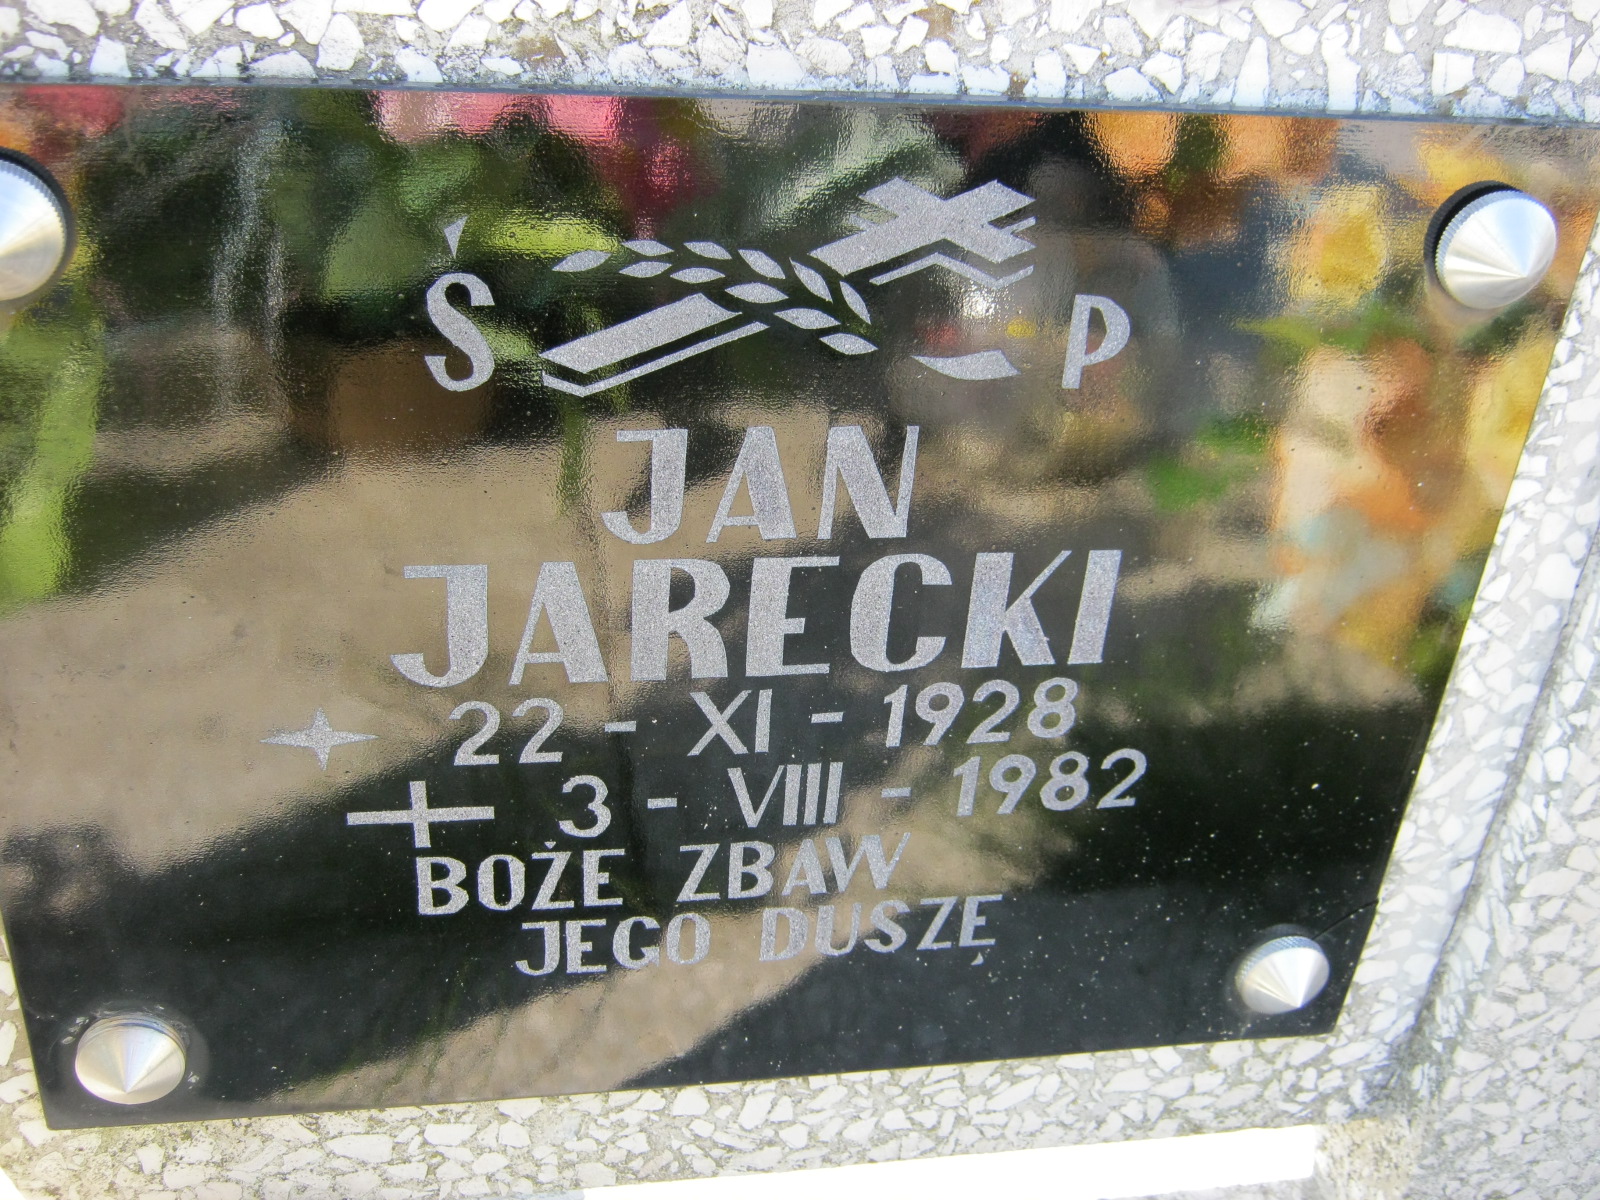 Ś P
JAN
JARECKI
22 - XI - 1928
3 - VIII - 1982
BOŻE ZBAW
JEGO DUSZĘ